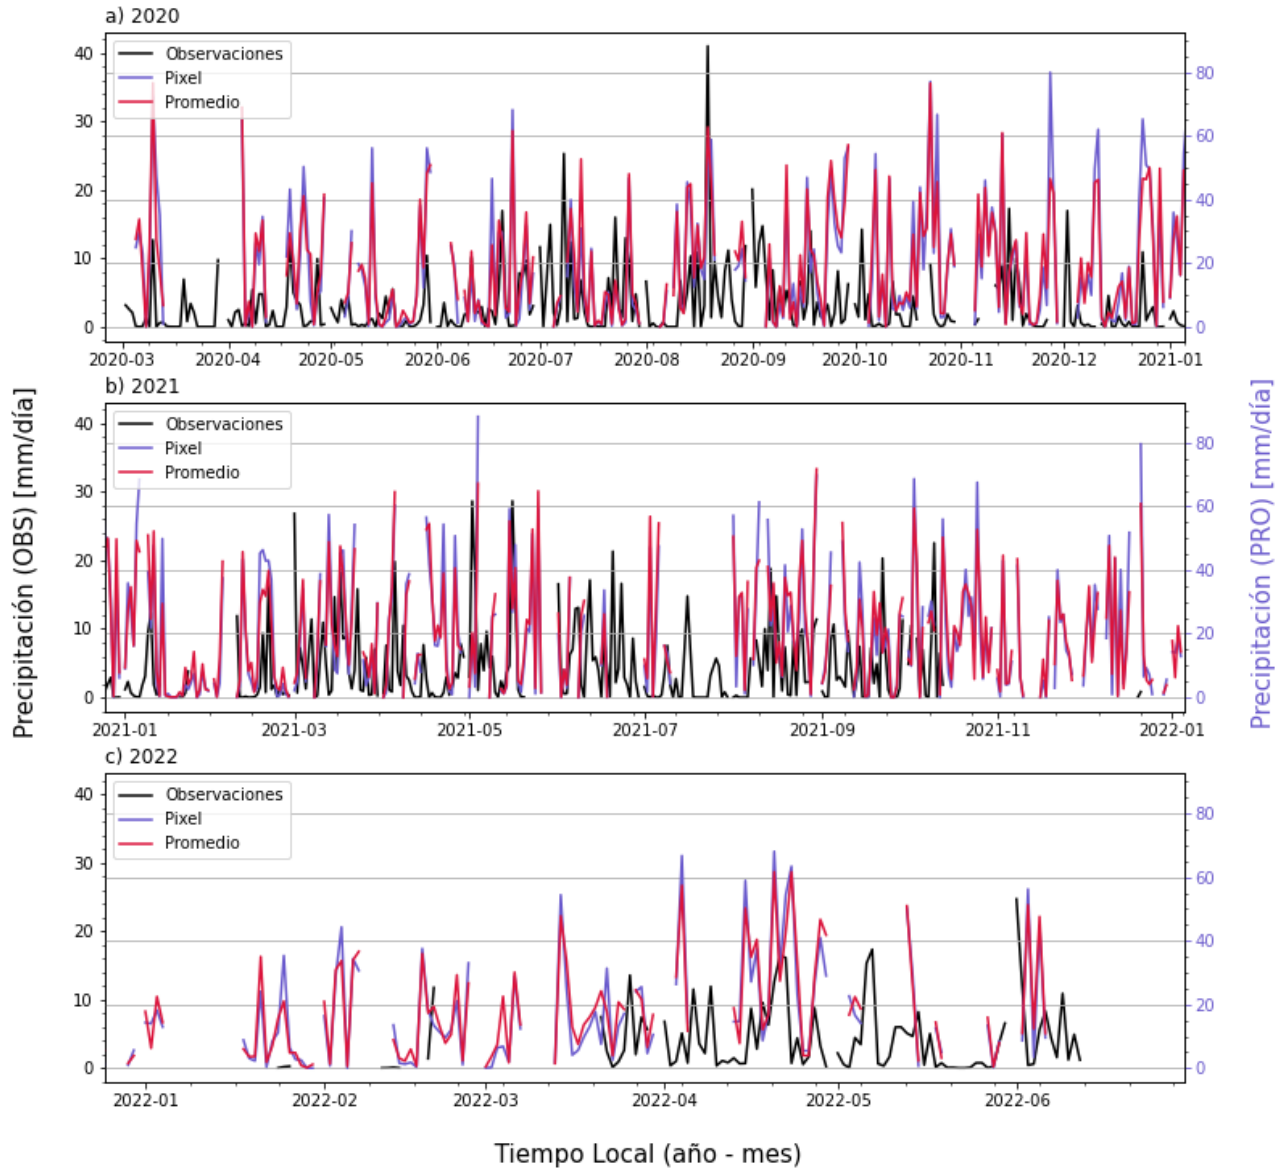 a) 2020
Observaciones
Pixel
Promedio
40
30
20
10
0
80
60
40
20
0
2020-03 2020-04 2020-05 2020-06 2020-07 2020-08 2020-09 2020-10 2020-11 2020-12 2021-01
b) 2021
Observaciones
Pixel
Promedio
40
30
20
10
0
80
60
40
20
0
2021-01 2021-03 2021-05 2021-07 2021-09 2021-11 2022-01
Precipitación (OBS) [mm/día]
Precipitación (PRO) [mm/día]
c) 2022
Observaciones
Pixel
Promedio
40
30
20
10
0
80
60
40
20
0
2022-01 2022-02 2022-03 2022-04 2022-05 2022-06
Tiempo Local (año - mes)